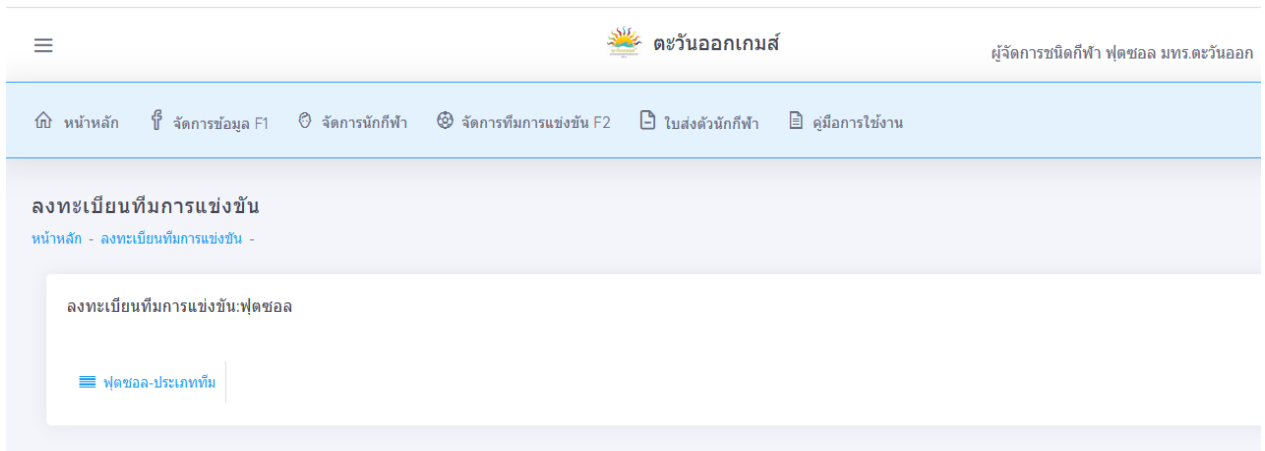 ตะวันออกเกมส์
ผู้จัดการชนิดกีฬา ฟุตซอล มทร.ตะวันออก
หน้าหลัก จัดการข้อมูล F1 จัดการนักกีฬา จัดการทีมการแข่งขัน F2 ใบส่งตัวนักกีฬา คู่มือการใช้งาน
ลงทะเบียนทีมการแข่งขัน
หน้าหลัก - ลงทะเบียนทีมการแข่งขัน -
ลงทะเบียนทีมการแข่งขัน:ฟุตซอล
ฟุตซอล-ประเภททีม